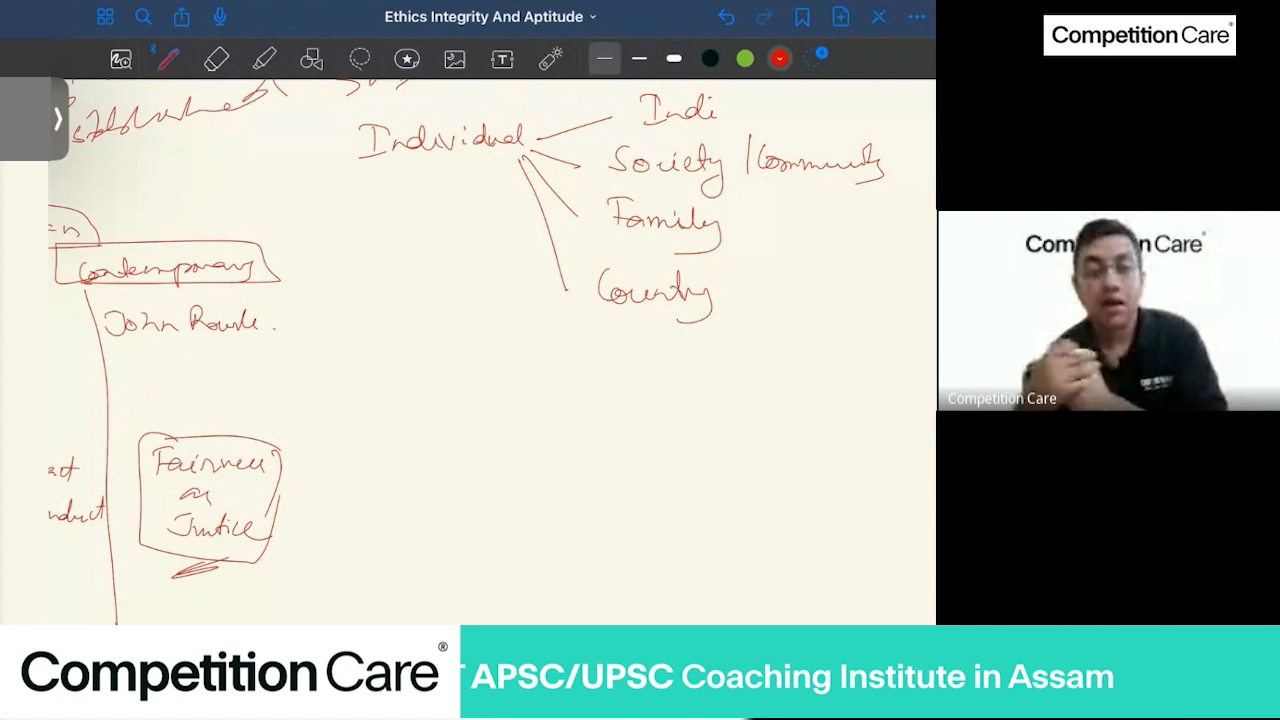 Ethics Integrity And Aptitude
Competition Care
Established
Individual
Indi
Society / Community
Family
Country
Contemporary
John Rawls.
Fairness
as
Justice
Competition Care
Competition Care
Competition Care®
APSC/UPSC Coaching Institute in Assam